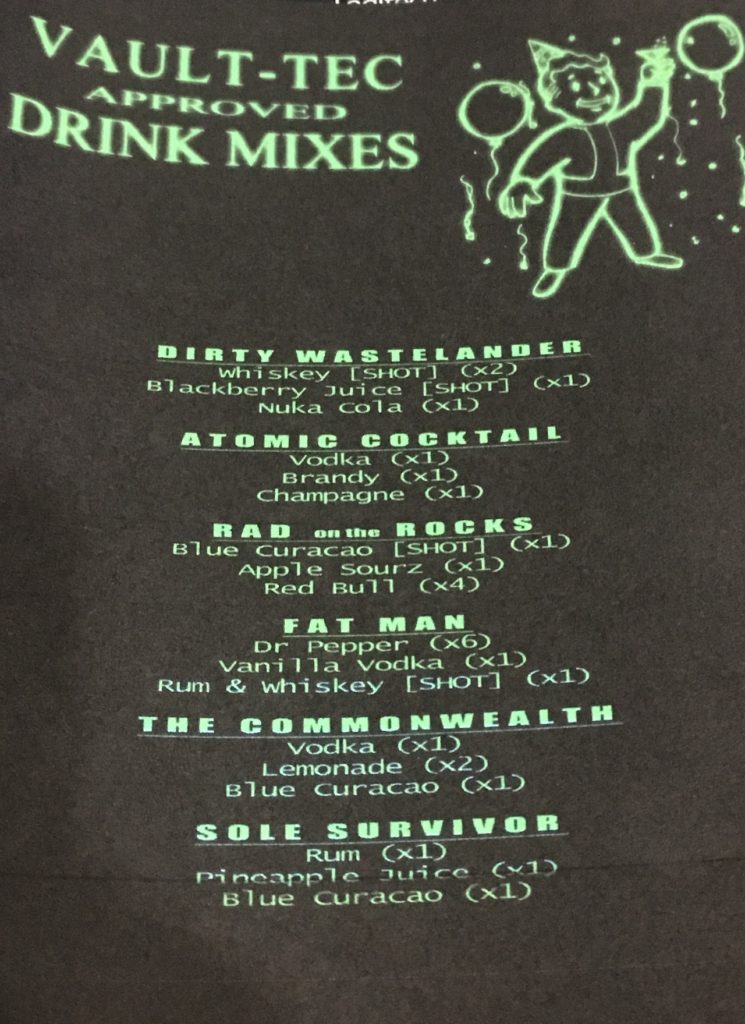 VAULT-TEC
APPROVED
DRINK MIXES
DIRTY WASTELANDER
Whiskey [SHOT] (x2)
Blackberry Juice [SHOT] (x1)
Nuka Cola (x1)
ATOMIC COCKTAIL
Vodka (x1)
Brandy (x1)
Champagne (x1)
RAD on the ROCKS
Blue Curacao [SHOT] (x1)
Apple Sourz (x1)
Red Bull (x4)
FAT MAN
Dr Pepper (x6)
Vanilla Vodka (x1)
Rum & Whiskey [SHOT] (x1)
THE COMMONWEALTH
Vodka (x1)
Lemonade (x2)
Blue Curacao (x1)
SOLE SURVIVOR
Rum (x1)
Pineapple Juice (x1)
Blue Curacao (x1)